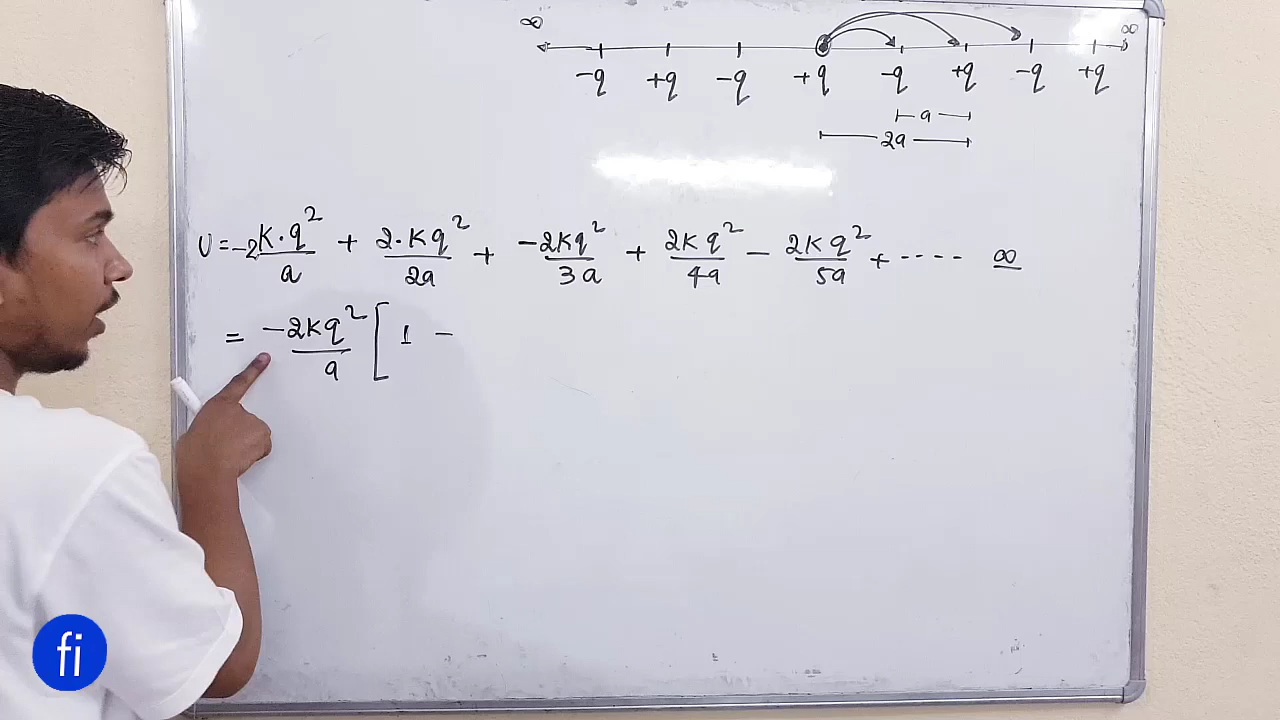 ∞ ∞
-q +q -q +q -q +q -q +q
a
2a
U = -2K·q²/a + 2·Kq²/2a + -2Kq²/3a + 2Kq²/4a - 2Kq²/5a + ---- ∞
= -2Kq²/a [ 1 -
fi